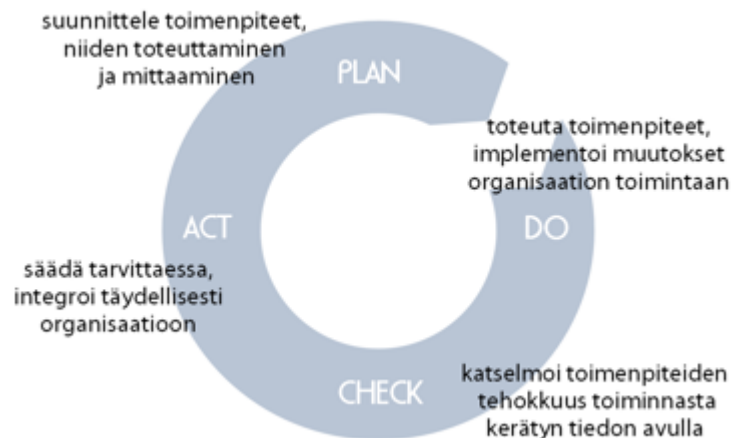 suunnittele toimenpiteet,
niiden toteuttaminen
ja mittaaminen
PLAN
toteuta toimenpiteet,
implementoi muutokset
organisaation toimintaan
DO
ACT
säädä tarvittaessa,
integroi täydellisesti
organisaatioon
CHECK
katselmoi toimenpiteiden
tehokkuus toiminnasta
kerätyn tiedon avulla